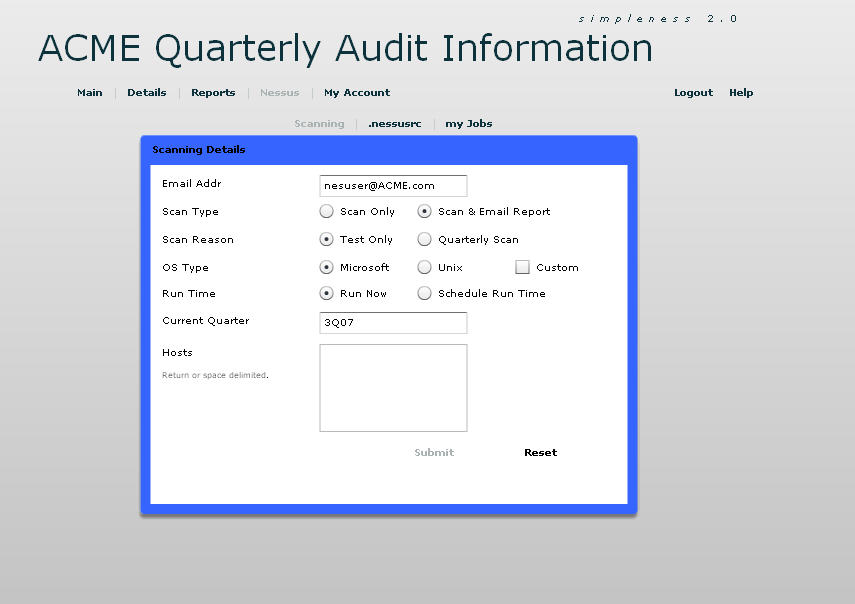 simpleness 2.0
ACME Quarterly Audit Information
Main Details Reports Nessus My Account Logout Help
Scanning .nessusrc my Jobs
Scanning Details
Email Addr nesuser@ACME.com
Scan Type Scan Only Scan & Email Report
Scan Reason Test Only Quarterly Scan
OS Type Microsoft Unix Custom
Run Time Run Now Schedule Run Time
Current Quarter 3Q07
Hosts
Return or space delimited.
Submit Reset